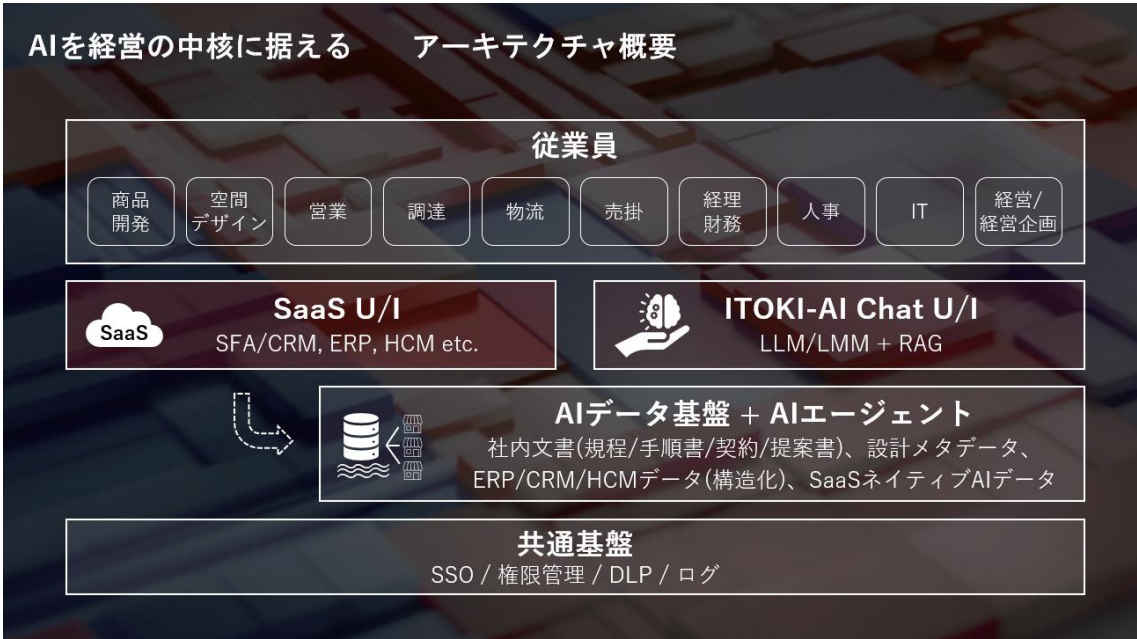 AIを経営の中核に据える　　アーキテクチャ概要
従業員
商品
開発
空間
デザイン
営業
調達
物流
売掛
経理
財務
人事
IT
経営/
経営企画
SaaS
SaaS U/I
SFA/CRM, ERP, HCM etc.
ITOKI-AI Chat U/I
LLM/LMM + RAG
AIデータ基盤 + AIエージェント
社内文書(規程/手順書/契約/提案書)、設計メタデータ、
ERP/CRM/HCMデータ(構造化)、SaaSネイティブAIデータ
共通基盤
SSO / 権限管理 / DLP / ログ